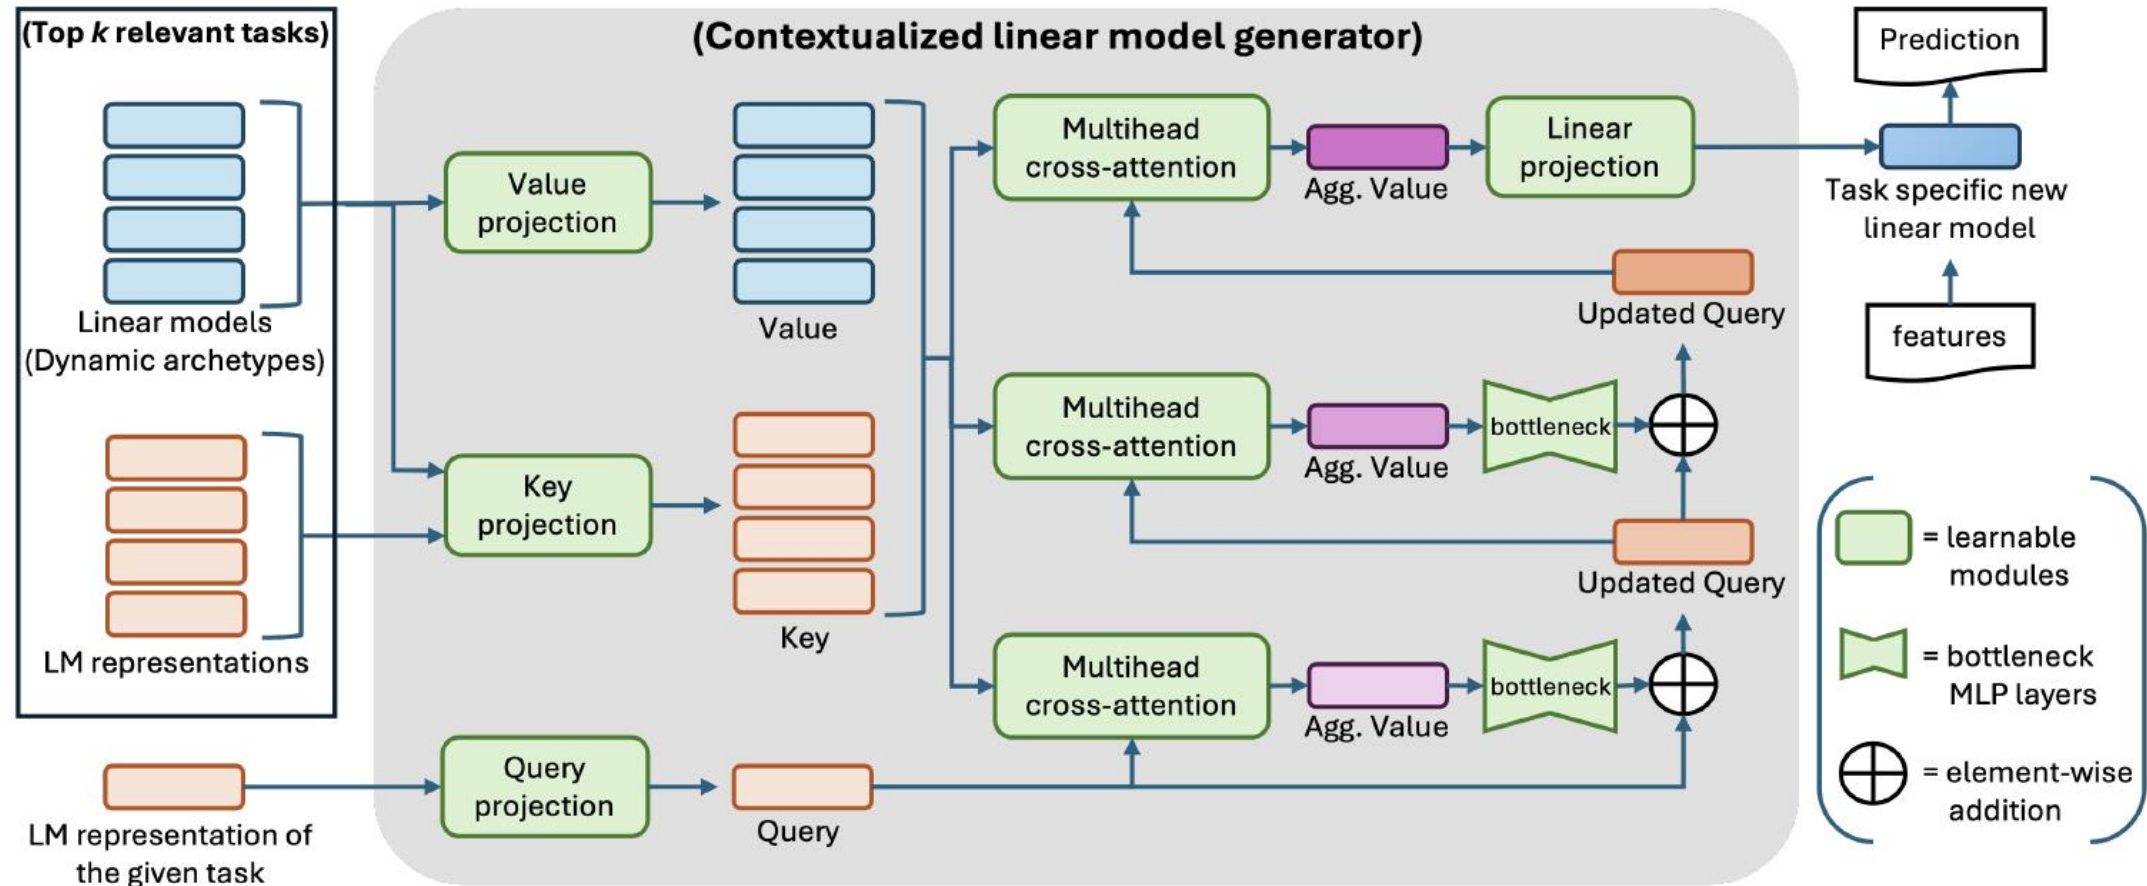 (Top k relevant tasks)
Linear models
(Dynamic archetypes)
LM representations
LM representation of
the given task
(Contextualized linear model generator)
Value
projection
Value
Key
projection
Key
Query
projection
Query
Multihead
cross-attention
Agg. Value
Linear
projection
Updated Query
Multihead
cross-attention
Agg. Value
bottleneck
Updated Query
Multihead
cross-attention
Agg. Value
bottleneck
Prediction
Task specific new
linear model
features
= learnable
modules
= bottleneck
MLP layers
= element-wise
addition